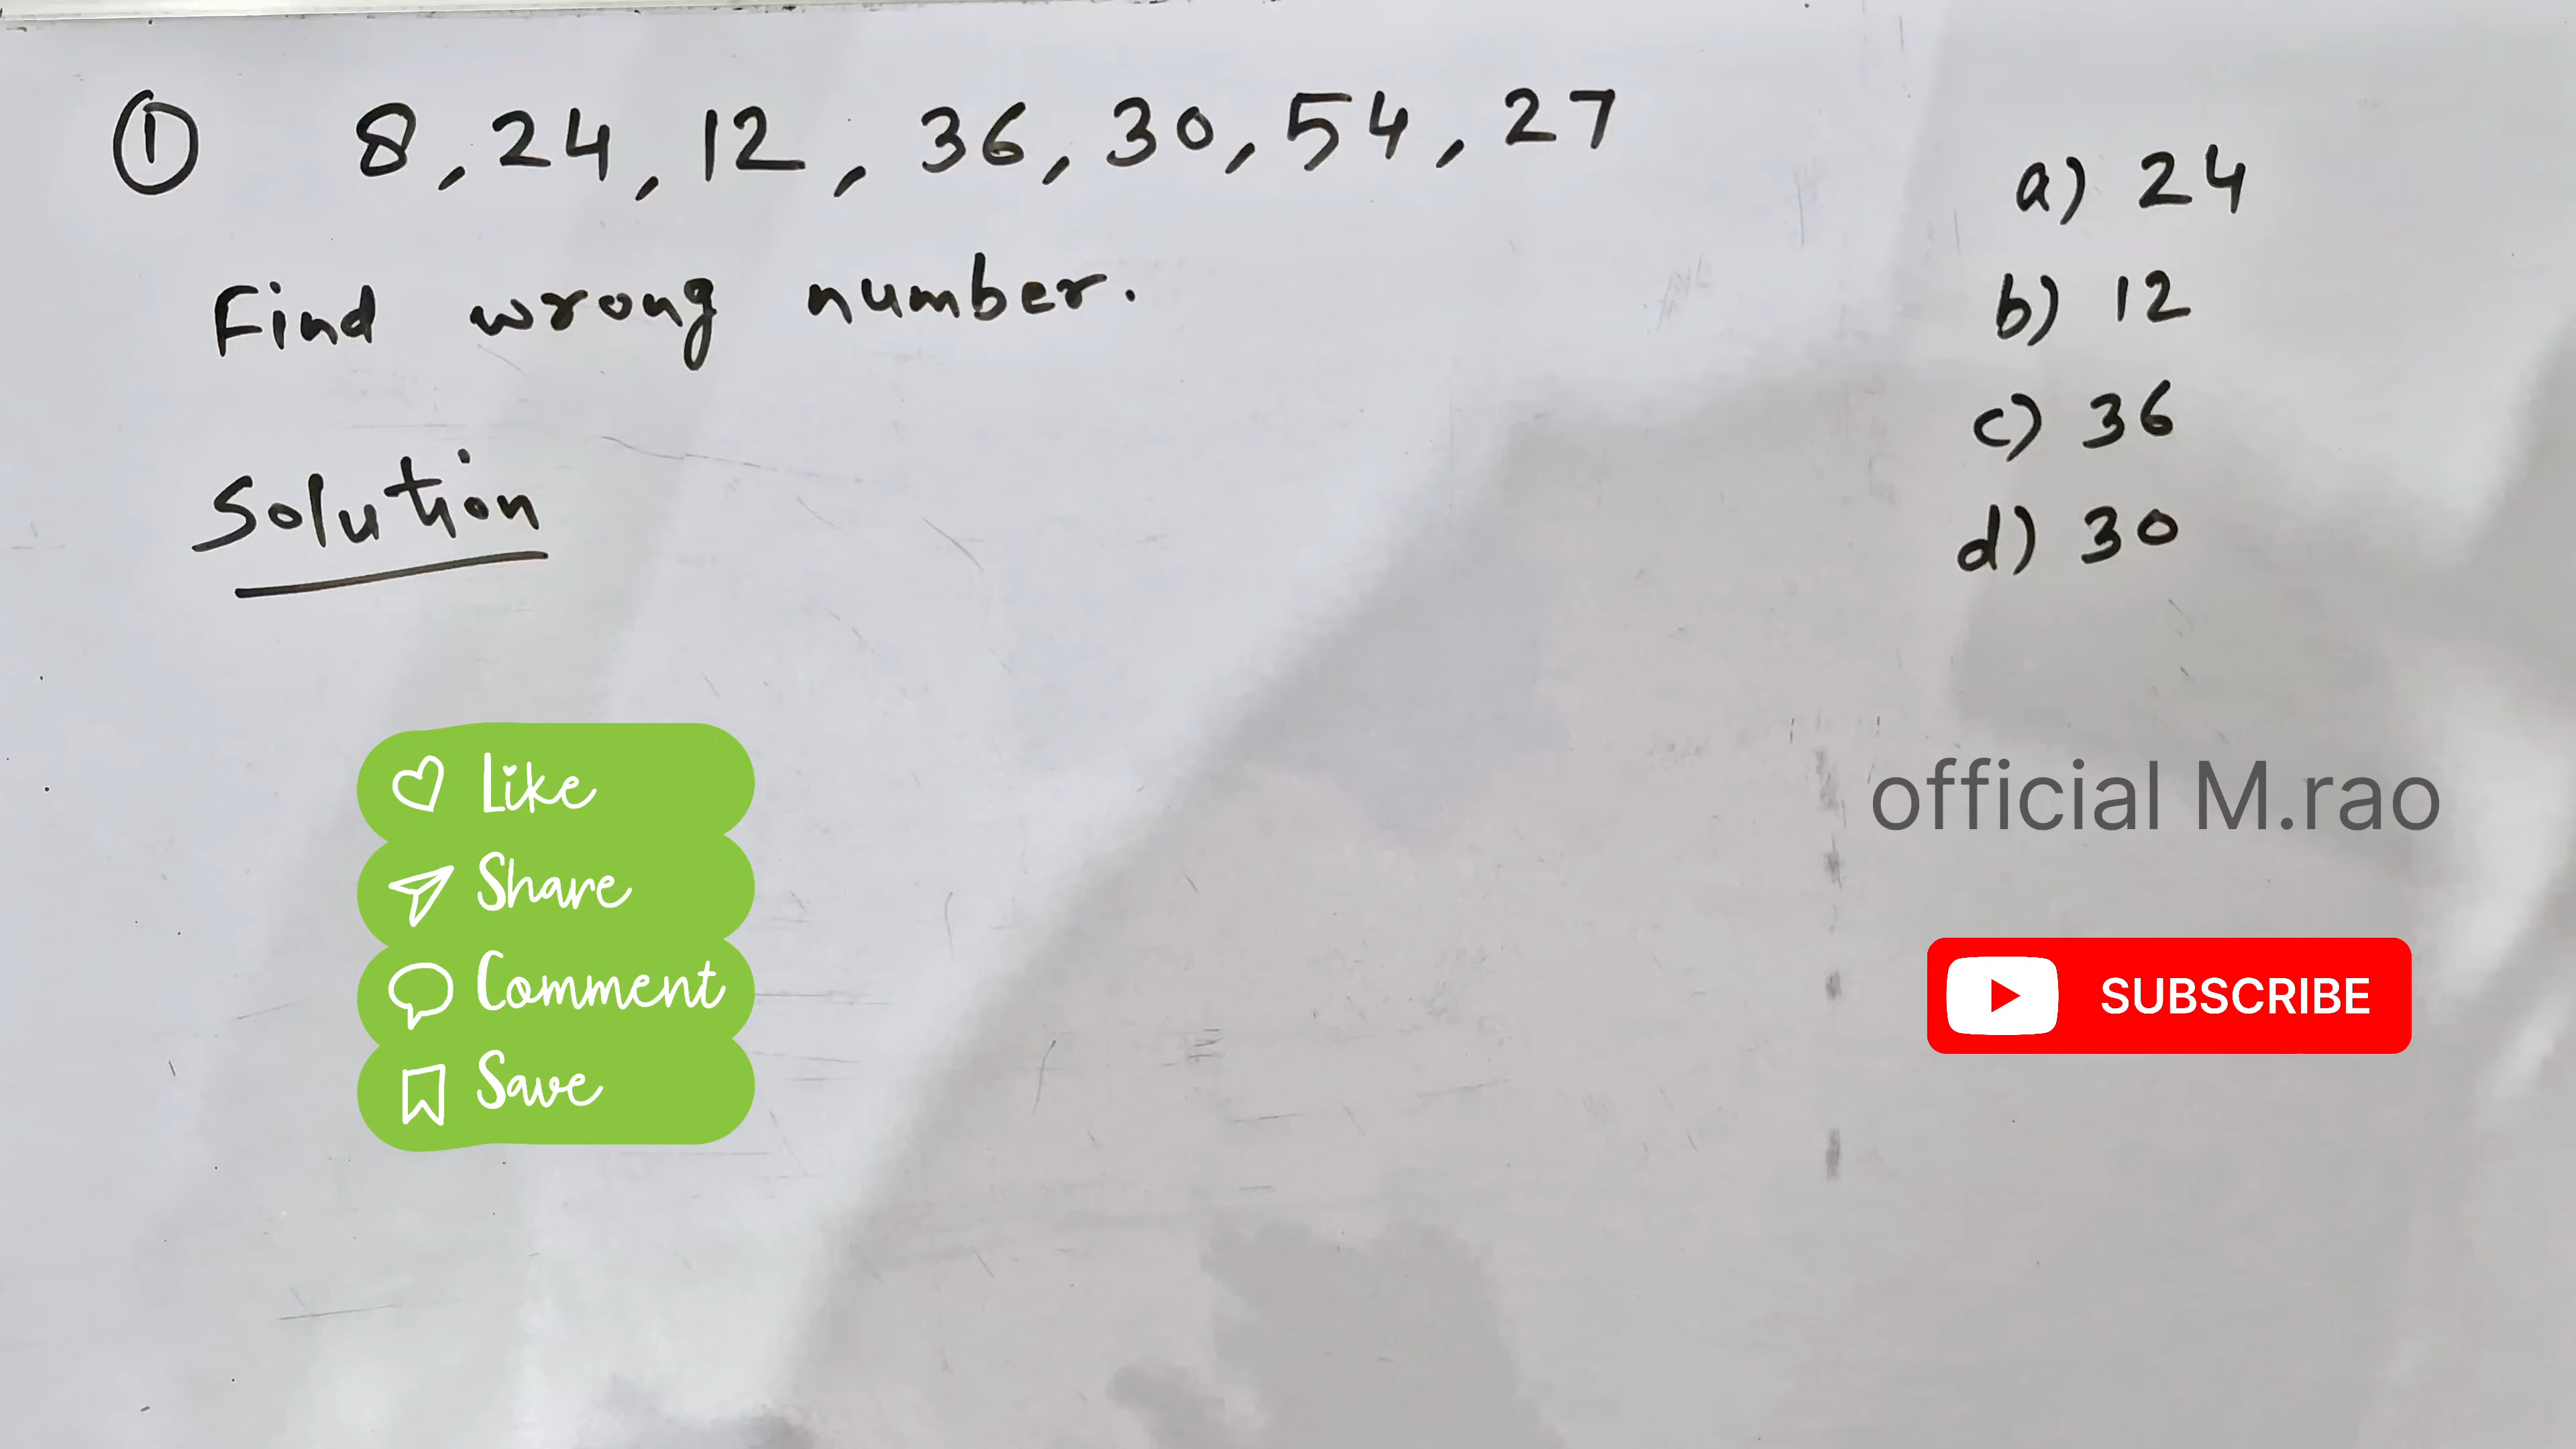 ① 8, 24, 12, 36, 30, 54, 27
Find wrong number.
a) 24
b) 12
c) 36
d) 30
Solution
Like
Share
Comment
Save
official M.rao
SUBSCRIBE